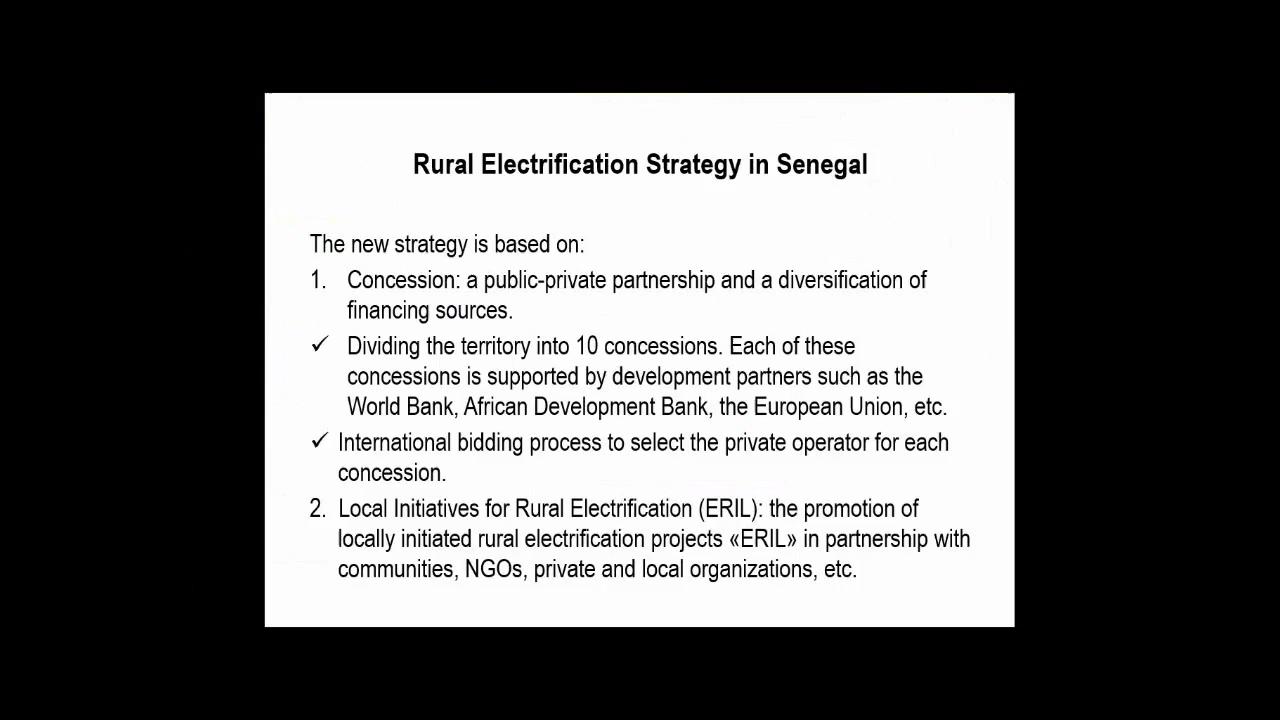 Rural Electrification Strategy in Senegal
The new strategy is based on:
1. Concession: a public-private partnership and a diversification of
financing sources.
✓ Dividing the territory into 10 concessions. Each of these
concessions is supported by development partners such as the
World Bank, African Development Bank, the European Union, etc.
✓ International bidding process to select the private operator for each
concession.
2. Local Initiatives for Rural Electrification (ERIL): the promotion of
locally initiated rural electrification projects «ERIL» in partnership with
communities, NGOs, private and local organizations, etc.